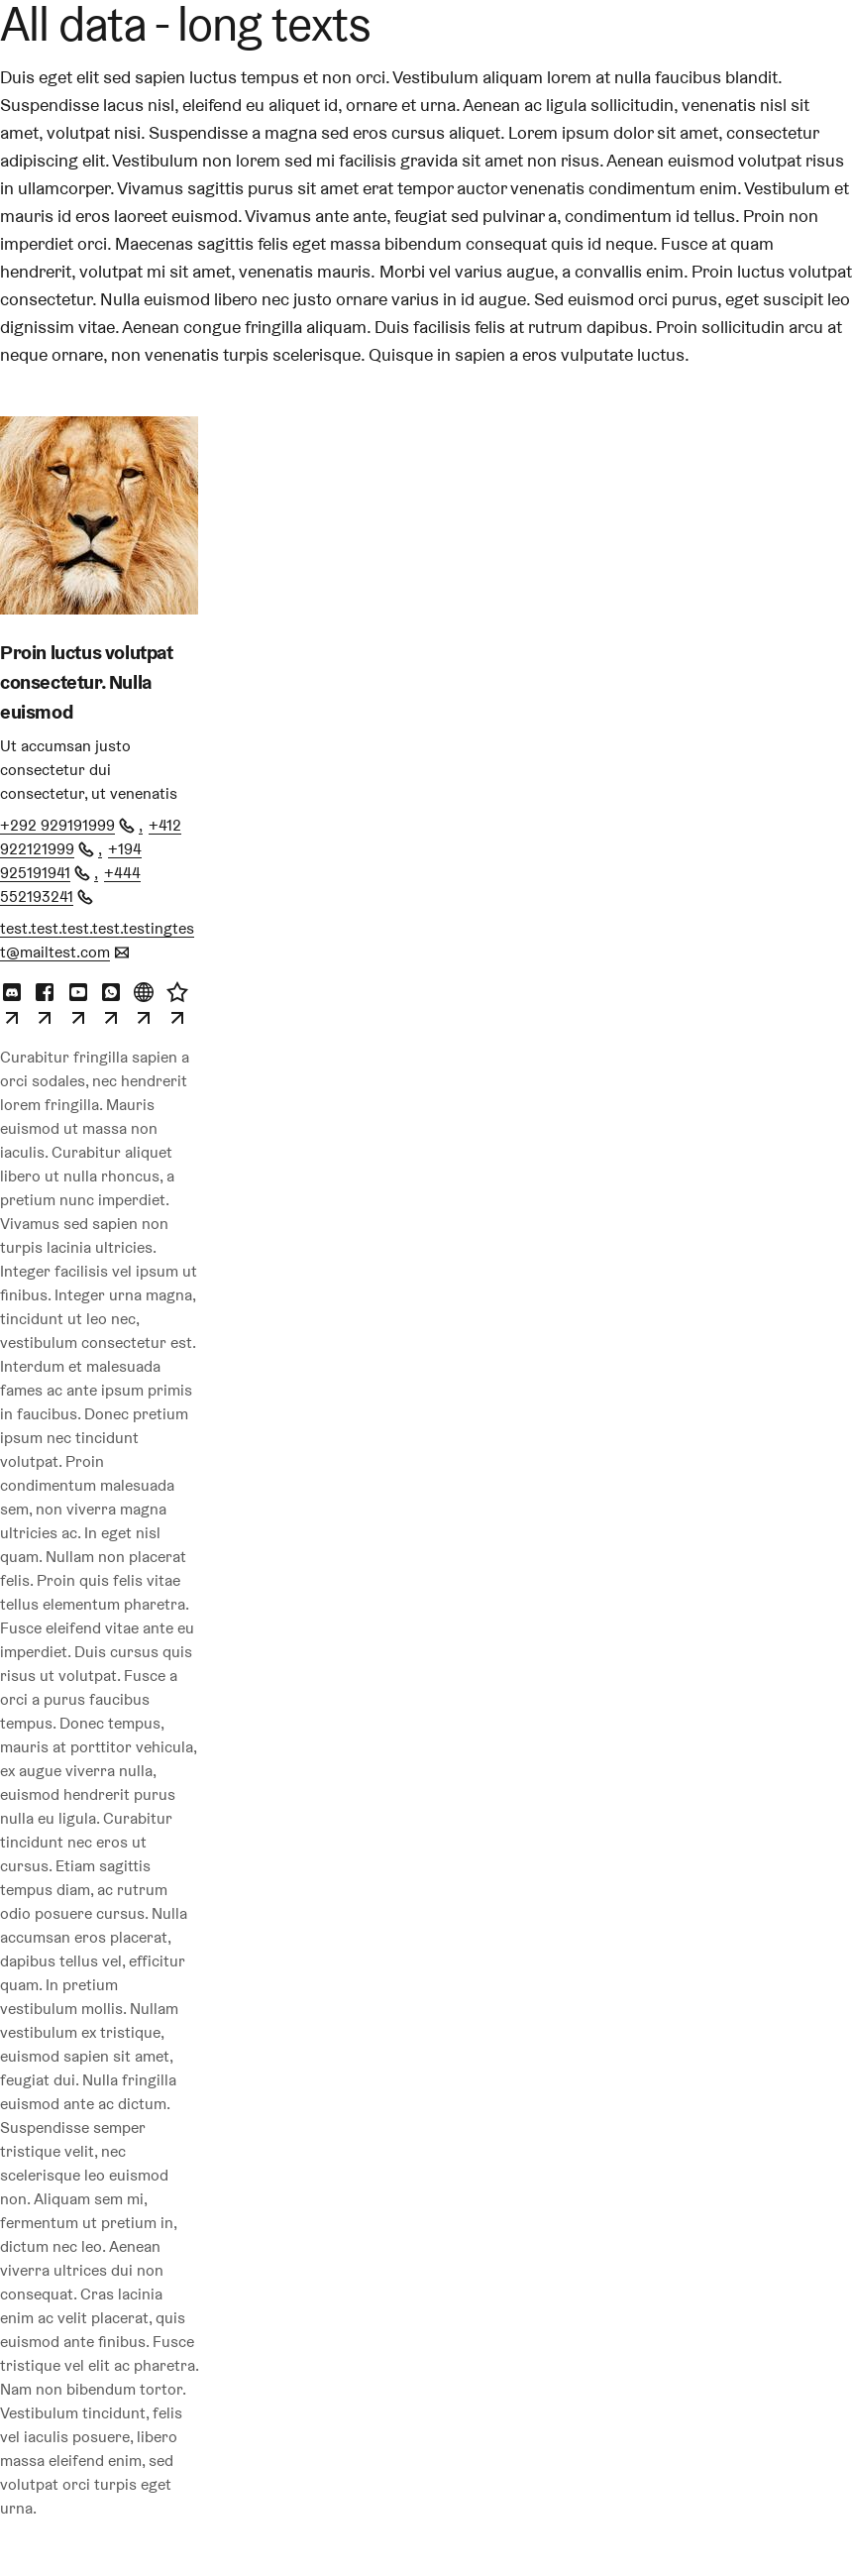 All data - long texts
Duis eget elit sed sapien luctus tempus et non orci. Vestibulum aliquam lorem at nulla faucibus blandit.
Suspendisse lacus nisl, eleifend eu aliquet id, ornare et urna. Aenean ac ligula sollicitudin, venenatis nisl sit
amet, volutpat nisi. Suspendisse a magna sed eros cursus aliquet. Lorem ipsum dolor sit amet, consectetur
adipiscing elit. Vestibulum non lorem sed mi facilisis gravida sit amet non risus. Aenean euismod volutpat risus
in ullamcorper. Vivamus sagittis purus sit amet erat tempor auctor venenatis condimentum enim. Vestibulum et
mauris id eros laoreet euismod. Vivamus ante ante, feugiat sed pulvinar a, condimentum id tellus. Proin non
imperdiet orci. Maecenas sagittis felis eget massa bibendum consequat quis id neque. Fusce at quam
hendrerit, volutpat mi sit amet, venenatis mauris. Morbi vel varius augue, a convallis enim. Proin luctus volutpat
consectetur. Nulla euismod libero nec justo ornare varius in id augue. Sed euismod orci purus, eget suscipit leo
dignissim vitae. Aenean congue fringilla aliquam. Duis facilisis felis at rutrum dapibus. Proin sollicitudin arcu at
neque ornare, non venenatis turpis scelerisque. Quisque in sapien a eros vulputate luctus.
Proin luctus volutpat
consectetur. Nulla
euismod
Ut accumsan justo
consectetur dui
consectetur, ut venenatis
+292 929191999 , +412
922121999 , +194
925191941 , +444
552193241
test.test.test.test.testingtes
t@mailtest.com
Curabitur fringilla sapien a
orci sodales, nec hendrerit
lorem fringilla. Mauris
euismod ut massa non
iaculis. Curabitur aliquet
libero ut nulla rhoncus, a
pretium nunc imperdiet.
Vivamus sed sapien non
turpis lacinia ultricies.
Integer facilisis vel ipsum ut
finibus. Integer urna magna,
tincidunt ut leo nec,
vestibulum consectetur est.
Interdum et malesuada
fames ac ante ipsum primis
in faucibus. Donec pretium
ipsum nec tincidunt
volutpat. Proin
condimentum malesuada
sem, non viverra magna
ultricies ac. In eget nisl
quam. Nullam non placerat
felis. Proin quis felis vitae
tellus elementum pharetra.
Fusce eleifend vitae ante eu
imperdiet. Duis cursus quis
risus ut volutpat. Fusce a
orci a purus faucibus
tempus. Donec tempus,
mauris at porttitor vehicula,
ex augue viverra nulla,
euismod hendrerit purus
nulla eu ligula. Curabitur
tincidunt nec eros ut
cursus. Etiam sagittis
tempus diam, ac rutrum
odio posuere cursus. Nulla
accumsan eros placerat,
dapibus tellus vel, efficitur
quam. In pretium
vestibulum mollis. Nullam
vestibulum ex tristique,
euismod sapien sit amet,
feugiat dui. Nulla fringilla
euismod ante ac dictum.
Suspendisse semper
tristique velit, nec
scelerisque leo euismod
non. Aliquam sem mi,
fermentum ut pretium in,
dictum nec leo. Aenean
viverra ultrices dui non
consequat. Cras lacinia
enim ac velit placerat, quis
euismod ante finibus. Fusce
tristique vel elit ac pharetra.
Nam non bibendum tortor.
Vestibulum tincidunt, felis
vel iaculis posuere, libero
massa eleifend enim, sed
volutpat orci turpis eget
urna.